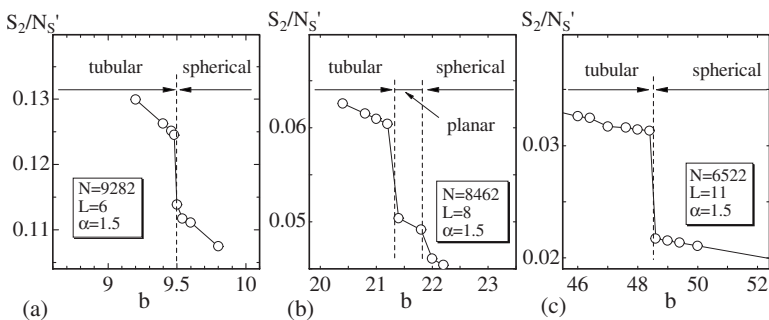 S₂/Nₛ'
tubular
spherical
0.13
0.125
0.11
N=9282
L=6
α=1.5
9
9.5
10
(a)
b
S₂/Nₛ'
tubular
spherical
planar
0.06
0.05
N=8462
L=8
α=1.5
20
21
22
23
(b)
b
S₂/Nₛ'
tubular
spherical
0.03
0.02
N=6522
L=11
α=1.5
46
48
50
52
(c)
b